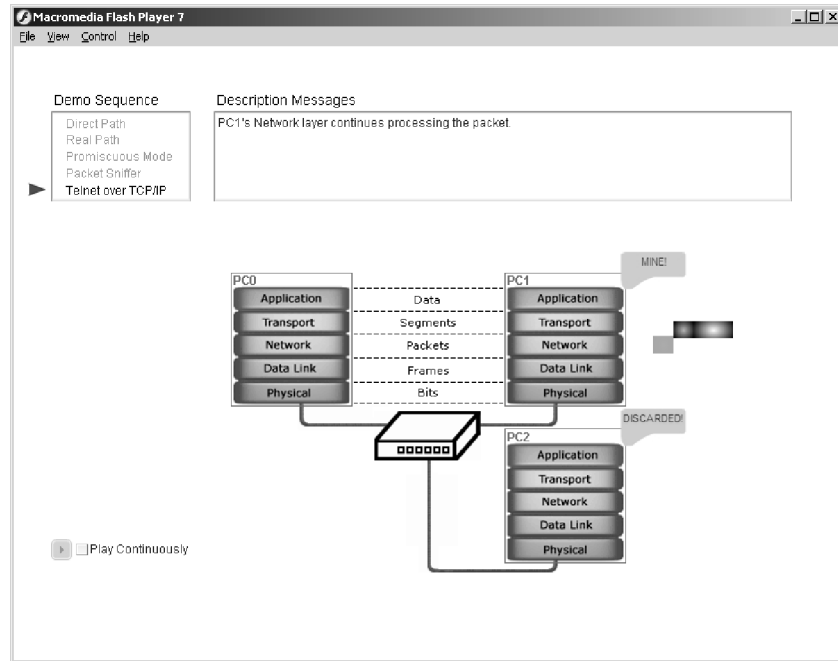 Macromedia Flash Player 7
File View Control Help
Demo Sequence
Direct Path
Real Path
Promiscuous Mode
Packet Sniffer
Telnet over TCP/IP
Description Messages
PC1's Network layer continues processing the packet.
MINE!
PC0
Application
Transport
Network
Data Link
Physical
Data
Segments
Packets
Frames
Bits
PC1
Application
Transport
Network
Data Link
Physical
DISCARDED!
PC2
Application
Transport
Network
Data Link
Physical
Play Continuously